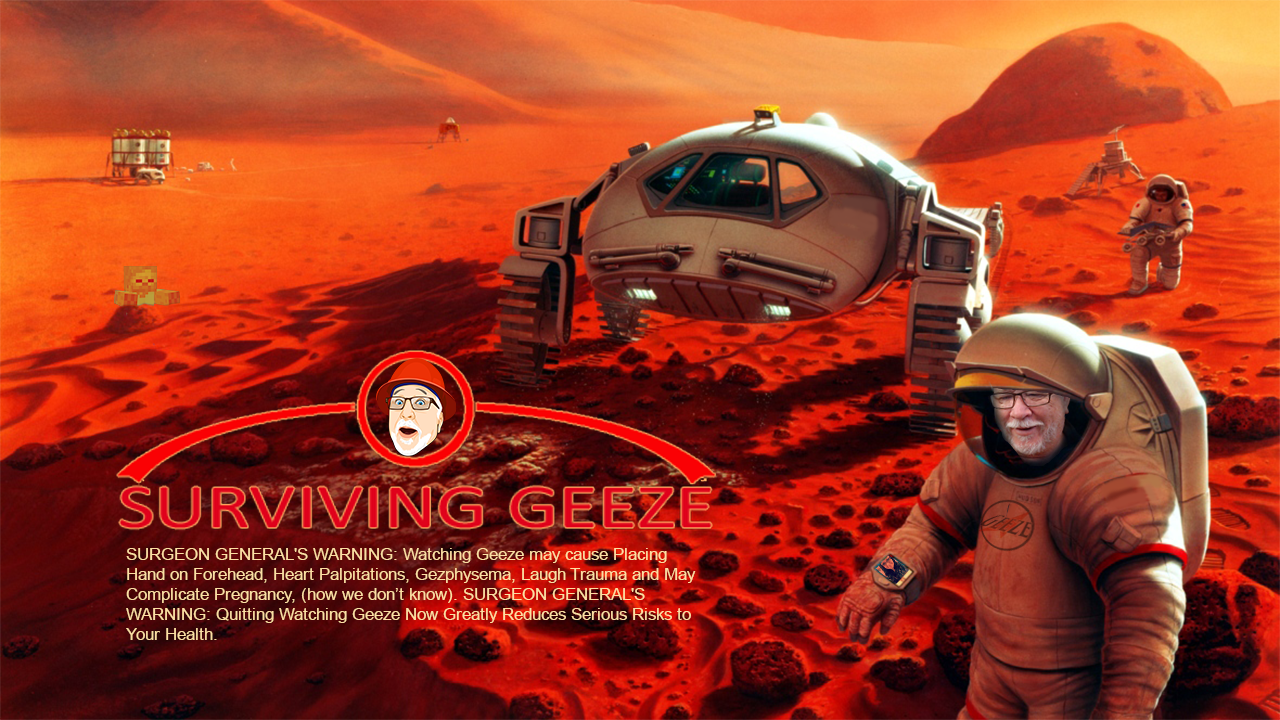 SURVIVING GEEZE
SURGEON GENERAL'S WARNING: Watching Geeze may cause Placing
Hand on Forehead, Heart Palpitations, Gezphysema, Laugh Trauma and May
Complicate Pregnancy, (how we don’t know). SURGEON GENERAL'S
WARNING: Quitting Watching Geeze Now Greatly Reduces Serious Risks to
Your Health.